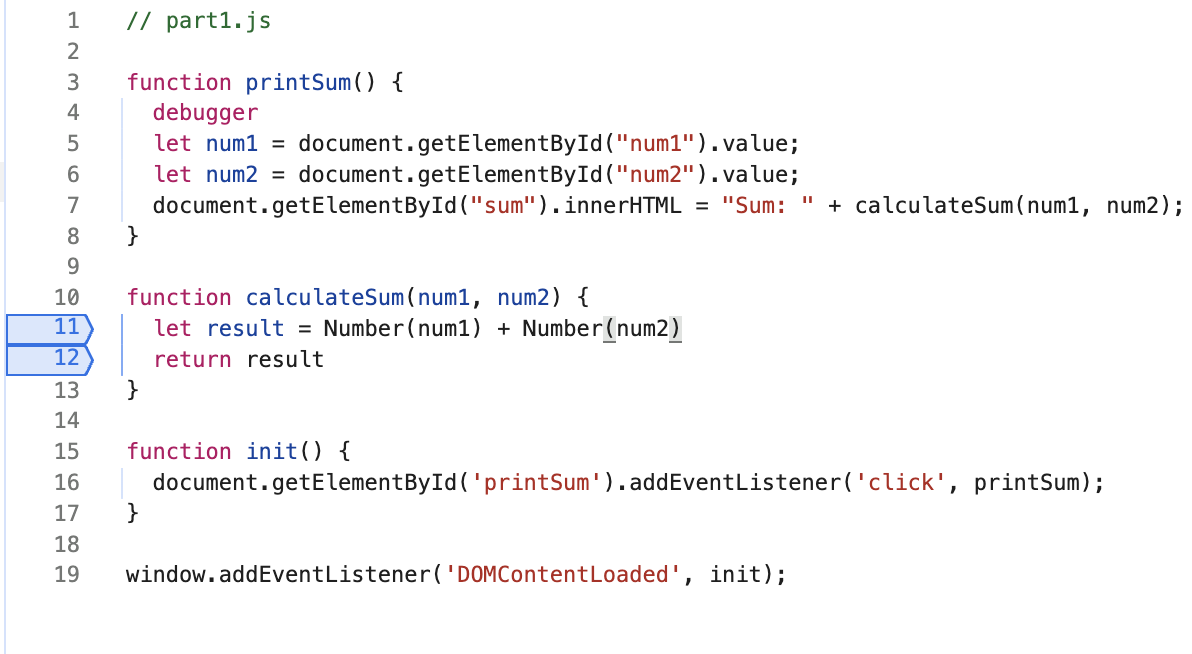 1 // part1.js
2
3 function printSum() {
4   debugger
5   let num1 = document.getElementById("num1").value;
6   let num2 = document.getElementById("num2").value;
7   document.getElementById("sum").innerHTML = "Sum: " + calculateSum(num1, num2);
8 }
9
10 function calculateSum(num1, num2) {
11   let result = Number(num1) + Number(num2)
12   return result
13 }
14
15 function init() {
16   document.getElementById('printSum').addEventListener('click', printSum);
17 }
18
19 window.addEventListener('DOMContentLoaded', init);